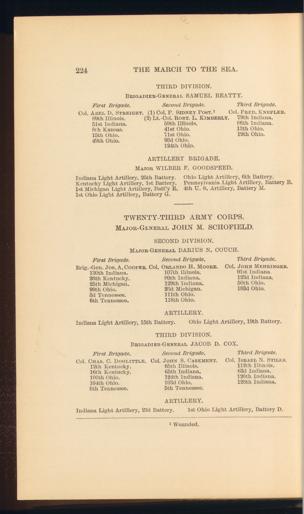 224 THE MARCH TO THE SEA.
THIRD DIVISION.
BRIGADIER-GENERAL SAMUEL BEATTY.
First Brigade. Second Brigade. Third Brigade.
Col. ABEL D. STREIGHT. (1) Col. P. SIDNEY POST.¹ Col. FRED. KNEFLER.
89th Illinois. (2) Lt.-Col. ROBT. L. KIMBERLY. 79th Indiana.
51st Indiana. 59th Illinois. 86th Indiana.
8th Kansas. 41st Ohio. 13th Ohio.
15th Ohio. 71st Ohio. 19th Ohio.
49th Ohio. 93d Ohio.
124th Ohio.
ARTILLERY BRIGADE.
MAJOR WILBUR F. GOODSPEED.
Indiana Light Artillery, 25th Battery. Ohio Light Artillery, 6th Battery.
Kentucky Light Artillery, 1st Battery. Pennsylvania Light Artillery, Battery B.
1st Michigan Light Artillery, Batt'y E. 4th U. S. Artillery, Battery M.
1st Ohio Light Artillery, Battery G.
TWENTY-THIRD ARMY CORPS.
MAJOR-GENERAL JOHN M. SCHOFIELD.
SECOND DIVISION.
MAJOR-GENERAL DARIUS N. COUCH.
First Brigade. Second Brigade. Third Brigade.
Brig.-Gen. JOS. A. COOPER. Col. ORLANDO H. MOORE. Col. JOHN MEHRINGER.
130th Indiana. 107th Illinois. 91st Indiana.
26th Kentucky. 80th Indiana. 123d Indiana.
25th Michigan. 129th Indiana. 50th Ohio.
99th Ohio. 23d Michigan. 183d Ohio.
3d Tennessee. 111th Ohio.
6th Tennessee. 118th Ohio.
ARTILLERY.
Indiana Light Artillery, 15th Battery. Ohio Light Artillery, 19th Battery.
THIRD DIVISION.
BRIGADIER-GENERAL JACOB D. COX.
First Brigade. Second Brigade. Third Brigade.
Col. CHAS. C. DOOLITTLE. Col. JOHN S. CASEMENT. Col. ISRAEL N. STILES.
12th Kentucky. 65th Illinois. 112th Illinois.
16th Kentucky. 65th Indiana. 63d Indiana.
100th Ohio. 124th Indiana. 120th Indiana.
104th Ohio. 103d Ohio. 128th Indiana.
8th Tennessee. 5th Tennessee.
ARTILLERY.
Indiana Light Artillery, 23d Battery. 1st Ohio Light Artillery, Battery D.
¹ Wounded.